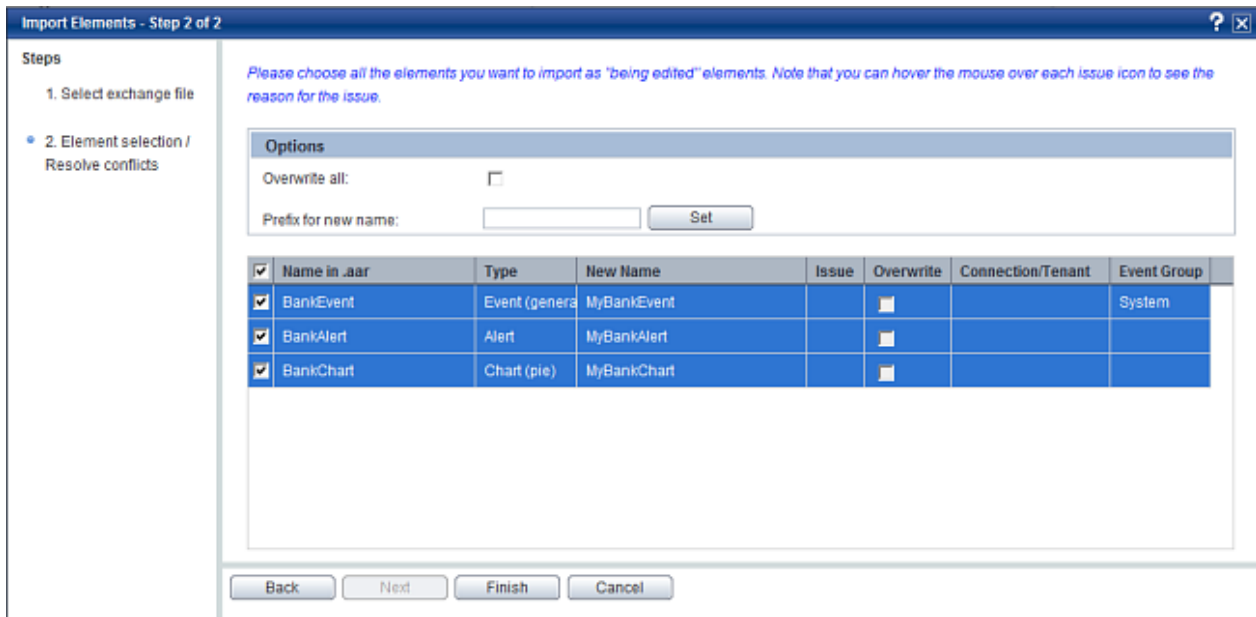 Import Elements - Step 2 of 2
?
Steps
1. Select exchange file
2. Element selection /
Resolve conflicts
Please choose all the elements you want to import as "being edited" elements. Note that you can hover the mouse over each issue icon to see the
reason for the issue.
Options
Overwrite all:
Prefix for new name:
Set
Name in .aar Type New Name Issue Overwrite Connection/Tenant Event Group
BankEvent Event (genera MyBankEvent System
BankAlert Alert MyBankAlert
BankChart Chart (pie) MyBankChart
Back Next Finish Cancel